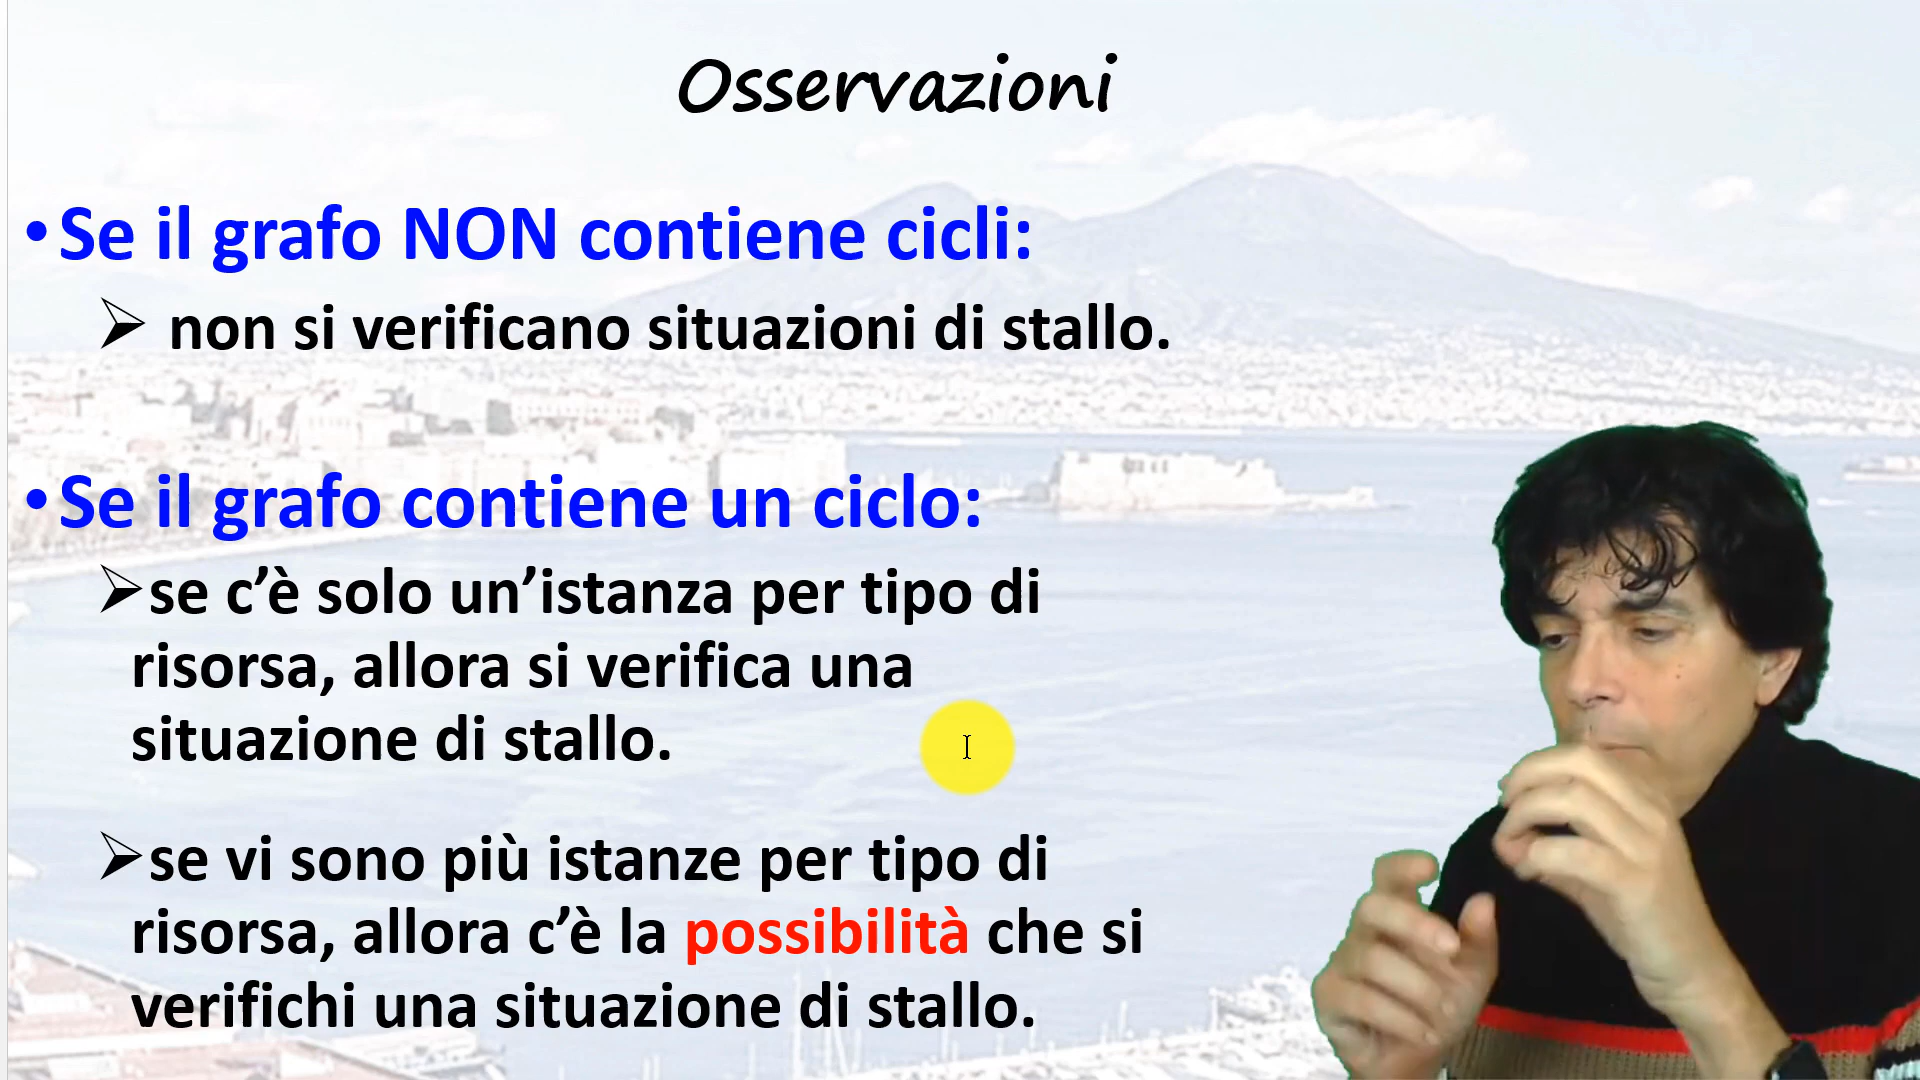 Osservazioni
• Se il grafo NON contiene cicli:
➢ non si verificano situazioni di stallo.
• Se il grafo contiene un ciclo:
➢ se c’è solo un’istanza per tipo di
risorsa, allora si verifica una
situazione di stallo.
➢ se vi sono più istanze per tipo di
risorsa, allora c’è la possibilità che si
verifichi una situazione di stallo.